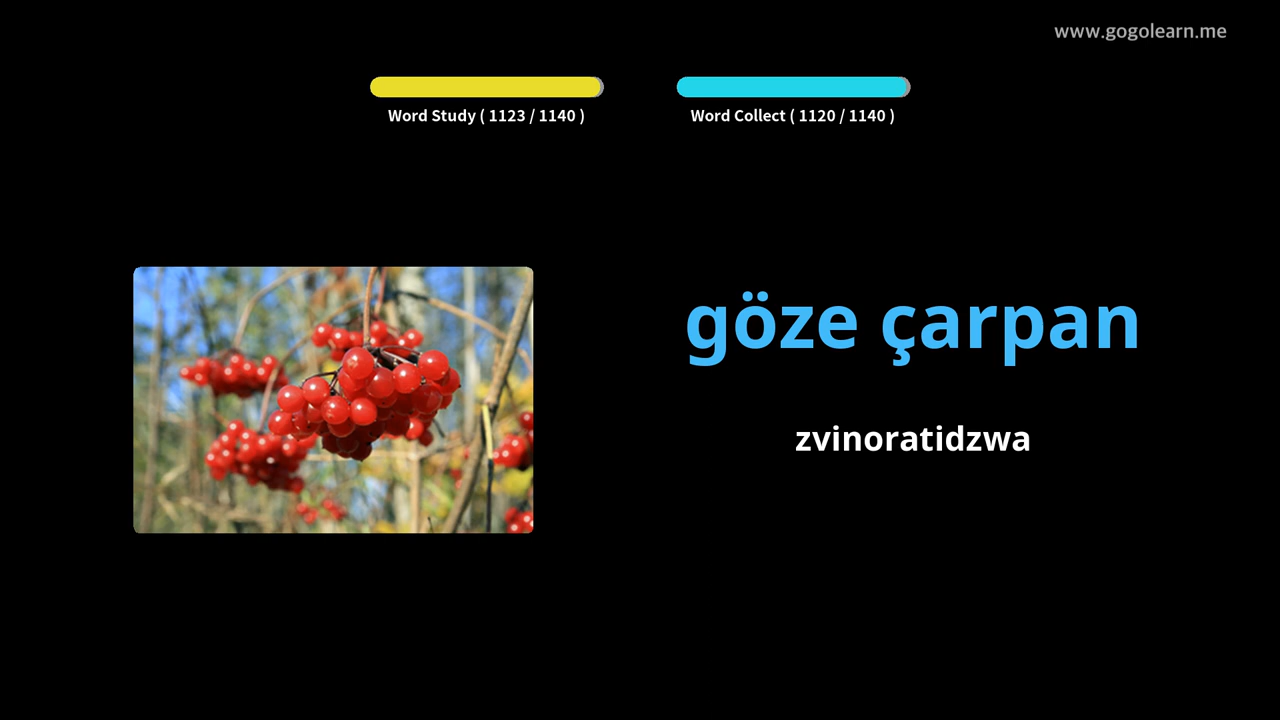 www.gogolearn.me
Word Study ( 1123 / 1140 )
Word Collect ( 1120 / 1140 )
göze çarpan
zvinoratidzwa